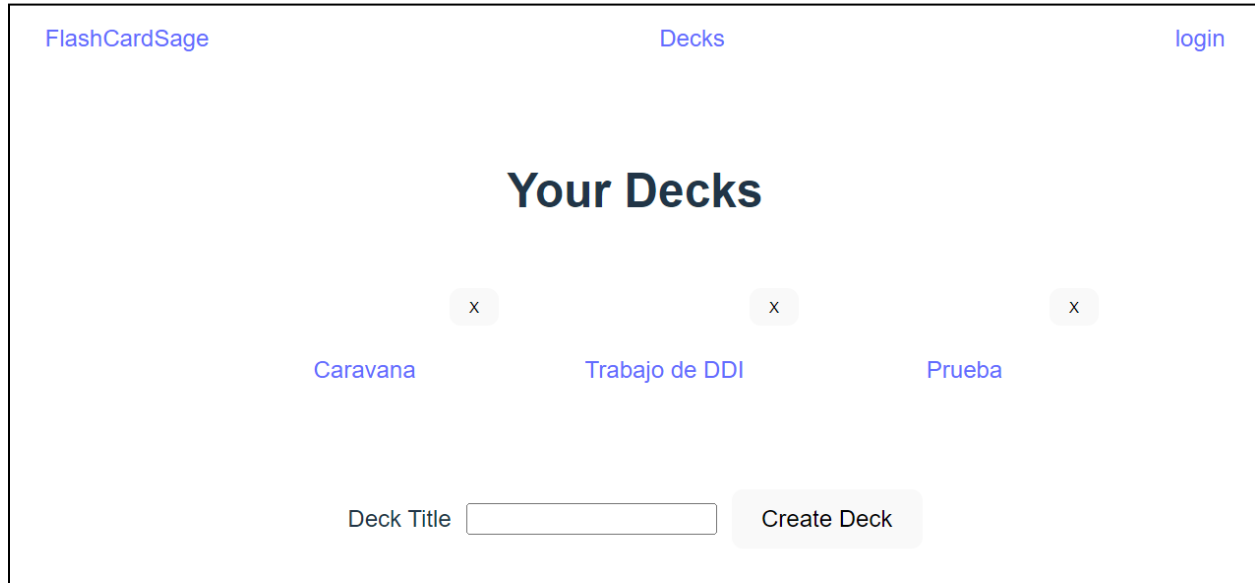 FlashCardSage Decks login
Your Decks
X X X
Caravana Trabajo de DDI Prueba
Deck Title Create Deck